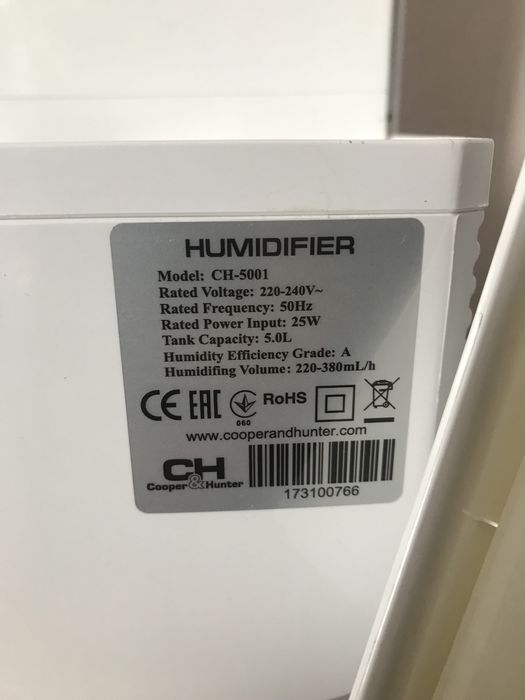 HUMIDIFIER
Model: CH-5001
Rated Voltage: 220-240V~
Rated Frequency: 50Hz
Rated Power Input: 25W
Tank Capacity: 5.0L
Humidity Efficiency Grade: A
Humidifing Volume: 220-380mL/h
CE EAC RoHS
060
www.cooperandhunter.com
CH
Cooper&Hunter
173100766